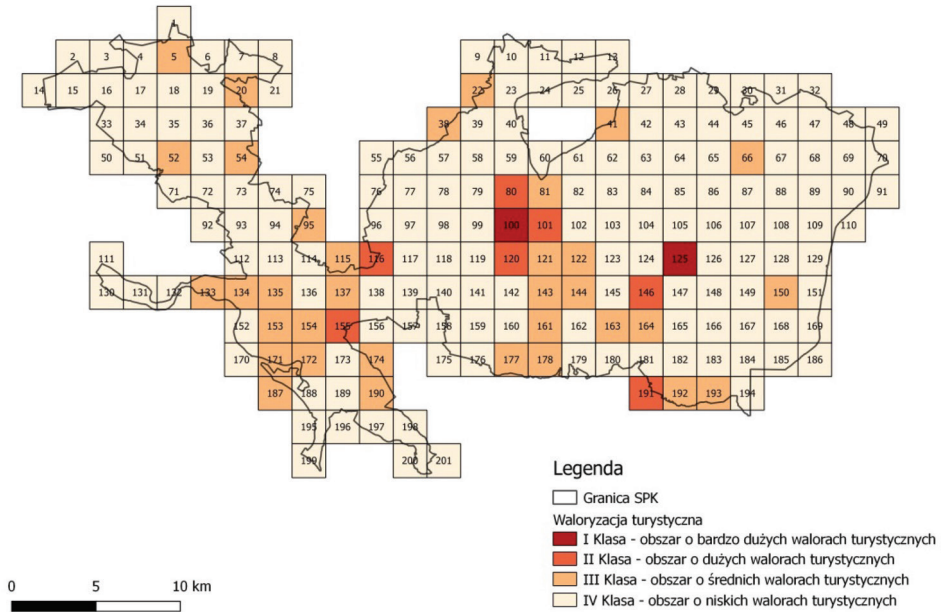 1
2 3 4 5 6 7 8 9 10 11 12 13
14 15 16 17 18 19 20 21 22 23 24 25 26 27 28 29 30 31 32
33 34 35 36 37 38 39 40 41 42 43 44 45 46 47 48 49
50 51 52 53 54 55 56 57 58 59 60 61 62 63 64 65 66 67 68 69 70
71 72 73 74 75 76 77 78 79 80 81 82 83 84 85 86 87 88 89 90 91
92 93 94 95 96 97 98 99 100 101 102 103 104 105 106 107 108 109 110
111 112 113 114 115 116 117 118 119 120 121 122 123 124 125 126 127 128 129
130 131 132 133 134 135 136 137 138 139 140 141 142 143 144 145 146 147 148 149 150 151
152 153 154 155 156 157 158 159 160 161 162 163 164 165 166 167 168 169
170 171 172 173 174 175 176 177 178 179 180 181 182 183 184 185 186
187 188 189 190 191 192 193 194
195 196 197 198
199 200 201
Legenda
Granica SPK
Waloryzacja turystyczna
I Klasa - obszar o bardzo dużych walorach turystycznych
II Klasa - obszar o dużych walorach turystycznych
III Klasa - obszar o średnich walorach turystycznych
IV Klasa - obszar o niskich walorach turystycznych
0 5 10 km